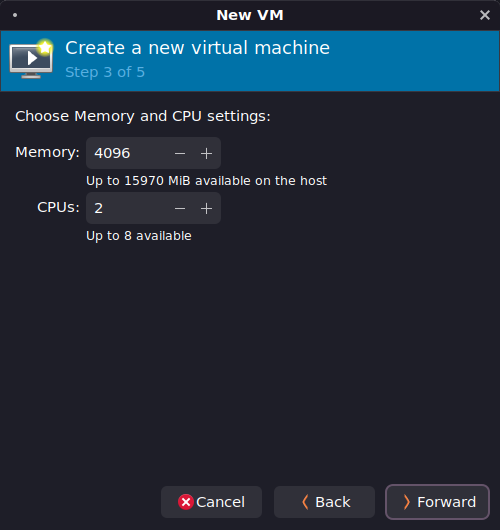 New VM
Create a new virtual machine
Step 3 of 5
Choose Memory and CPU settings:
Memory: 4096
Up to 15970 MiB available on the host
CPUs: 2
Up to 8 available
Cancel Back Forward